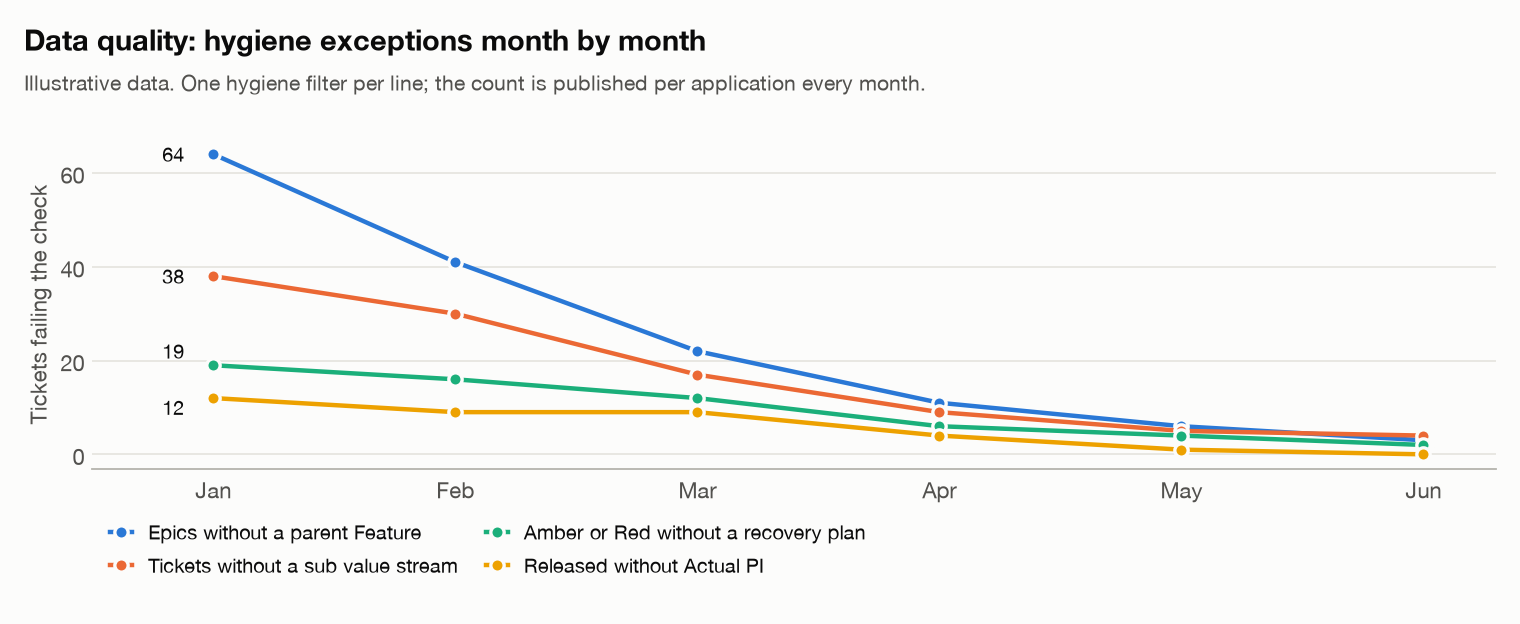 Data quality: hygiene exceptions month by month
Illustrative data. One hygiene filter per line; the count is published per application every month.
Tickets failing the check
64
60
40
38
20
19
12
0
Jan Feb Mar Apr May Jun
Epics without a parent Feature
Amber or Red without a recovery plan
Tickets without a sub value stream
Released without Actual PI